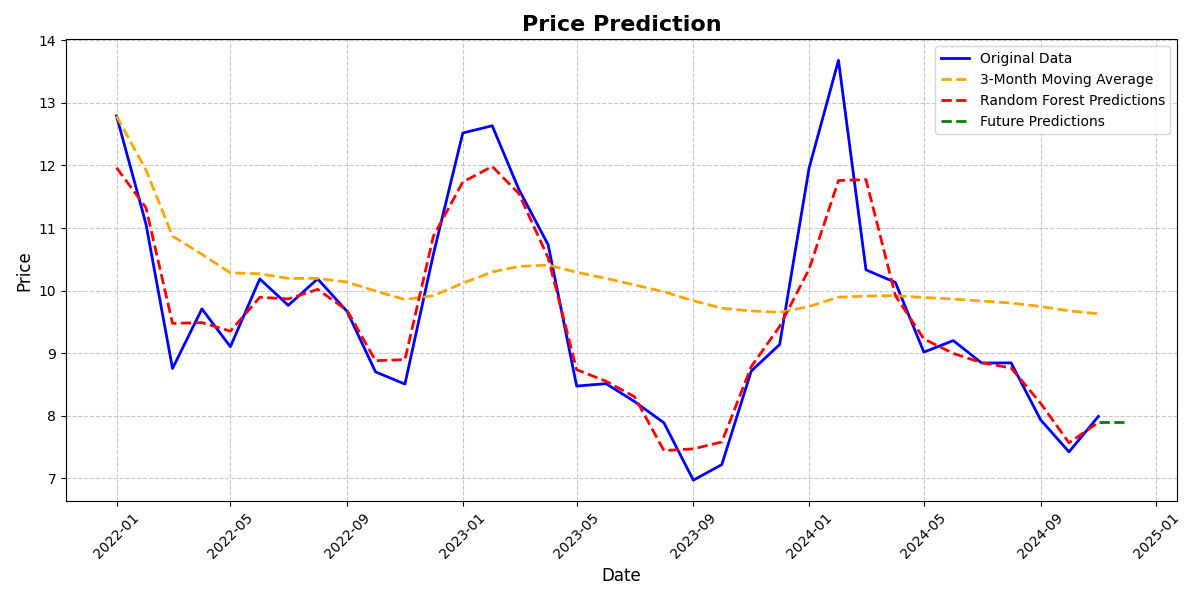 Price Prediction
Original Data
3-Month Moving Average
Random Forest Predictions
Future Predictions
Price
14
13
12
11
10
9
8
7
2022-01
2022-05
2022-09
2023-01
2023-05
2023-09
2024-01
2024-05
2024-09
2025-01
Date